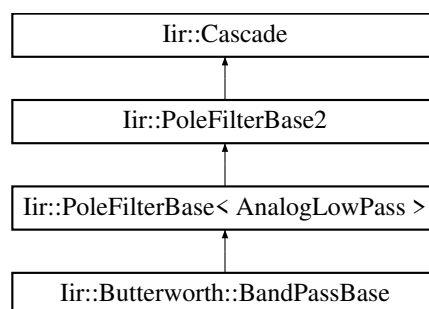 Iir::Cascade
Iir::PoleFilterBase2
Iir::PoleFilterBase< AnalogLowPass >
Iir::Butterworth::BandPassBase